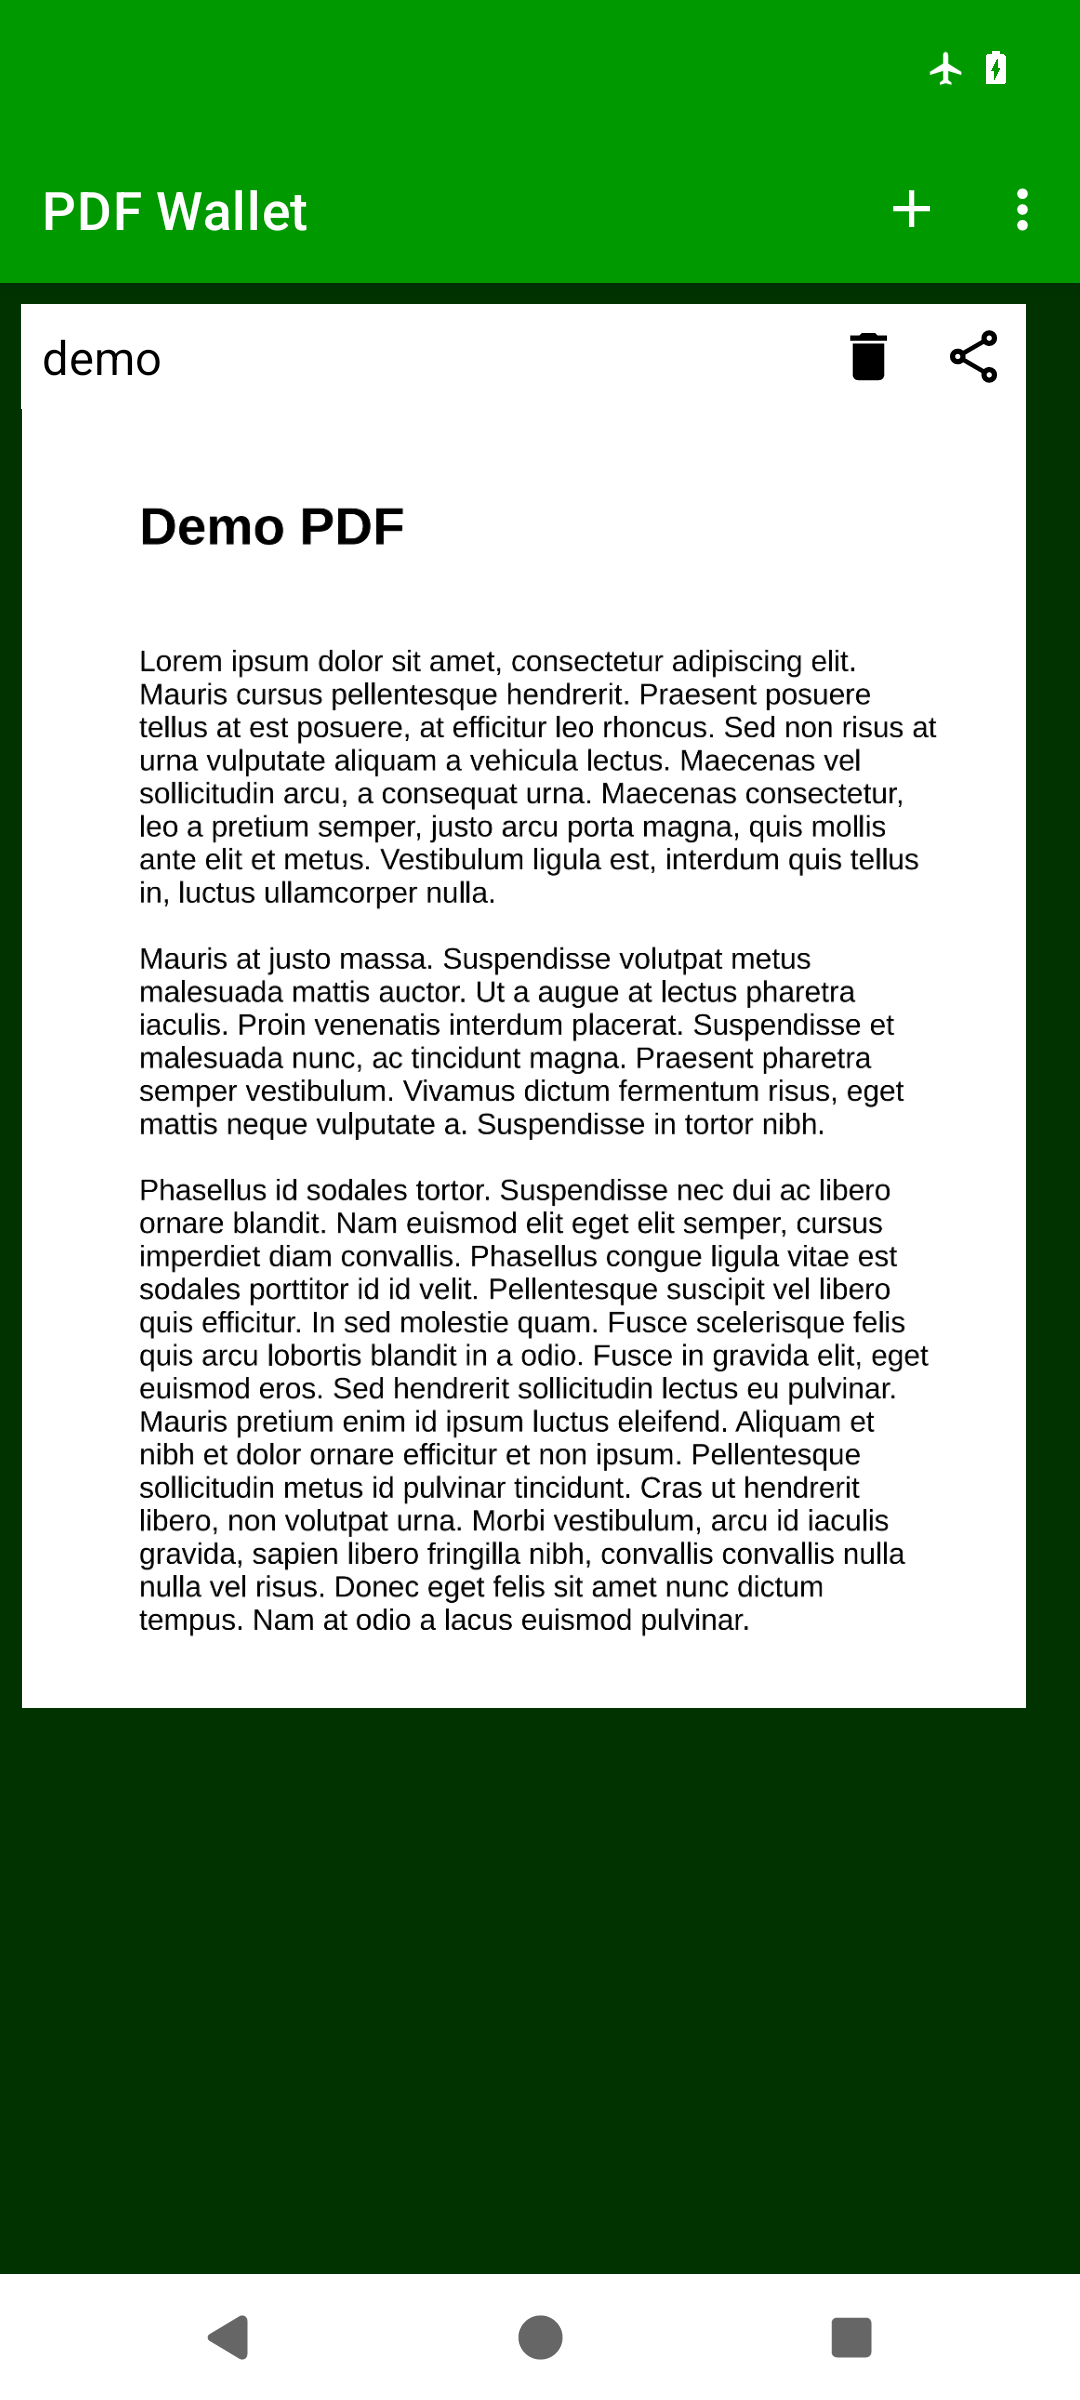 PDF Wallet
demo
Demo PDF
Lorem ipsum dolor sit amet, consectetur adipiscing elit.
Mauris cursus pellentesque hendrerit. Praesent posuere
tellus at est posuere, at efficitur leo rhoncus. Sed non risus at
urna vulputate aliquam a vehicula lectus. Maecenas vel
sollicitudin arcu, a consequat urna. Maecenas consectetur,
leo a pretium semper, justo arcu porta magna, quis mollis
ante elit et metus. Vestibulum ligula est, interdum quis tellus
in, luctus ullamcorper nulla.
Mauris at justo massa. Suspendisse volutpat metus
malesuada mattis auctor. Ut a augue at lectus pharetra
iaculis. Proin venenatis interdum placerat. Suspendisse et
malesuada nunc, ac tincidunt magna. Praesent pharetra
semper vestibulum. Vivamus dictum fermentum risus, eget
mattis neque vulputate a. Suspendisse in tortor nibh.
Phasellus id sodales tortor. Suspendisse nec dui ac libero
ornare blandit. Nam euismod elit eget elit semper, cursus
imperdiet diam convallis. Phasellus congue ligula vitae est
sodales porttitor id id velit. Pellentesque suscipit vel libero
quis efficitur. In sed molestie quam. Fusce scelerisque felis
quis arcu lobortis blandit in a odio. Fusce in gravida elit, eget
euismod eros. Sed hendrerit sollicitudin lectus eu pulvinar.
Mauris pretium enim id ipsum luctus eleifend. Aliquam et
nibh et dolor ornare efficitur et non ipsum. Pellentesque
sollicitudin metus id pulvinar tincidunt. Cras ut hendrerit
libero, non volutpat urna. Morbi vestibulum, arcu id iaculis
gravida, sapien libero fringilla nibh, convallis convallis nulla
nulla vel risus. Donec eget felis sit amet nunc dictum
tempus. Nam at odio a lacus euismod pulvinar.